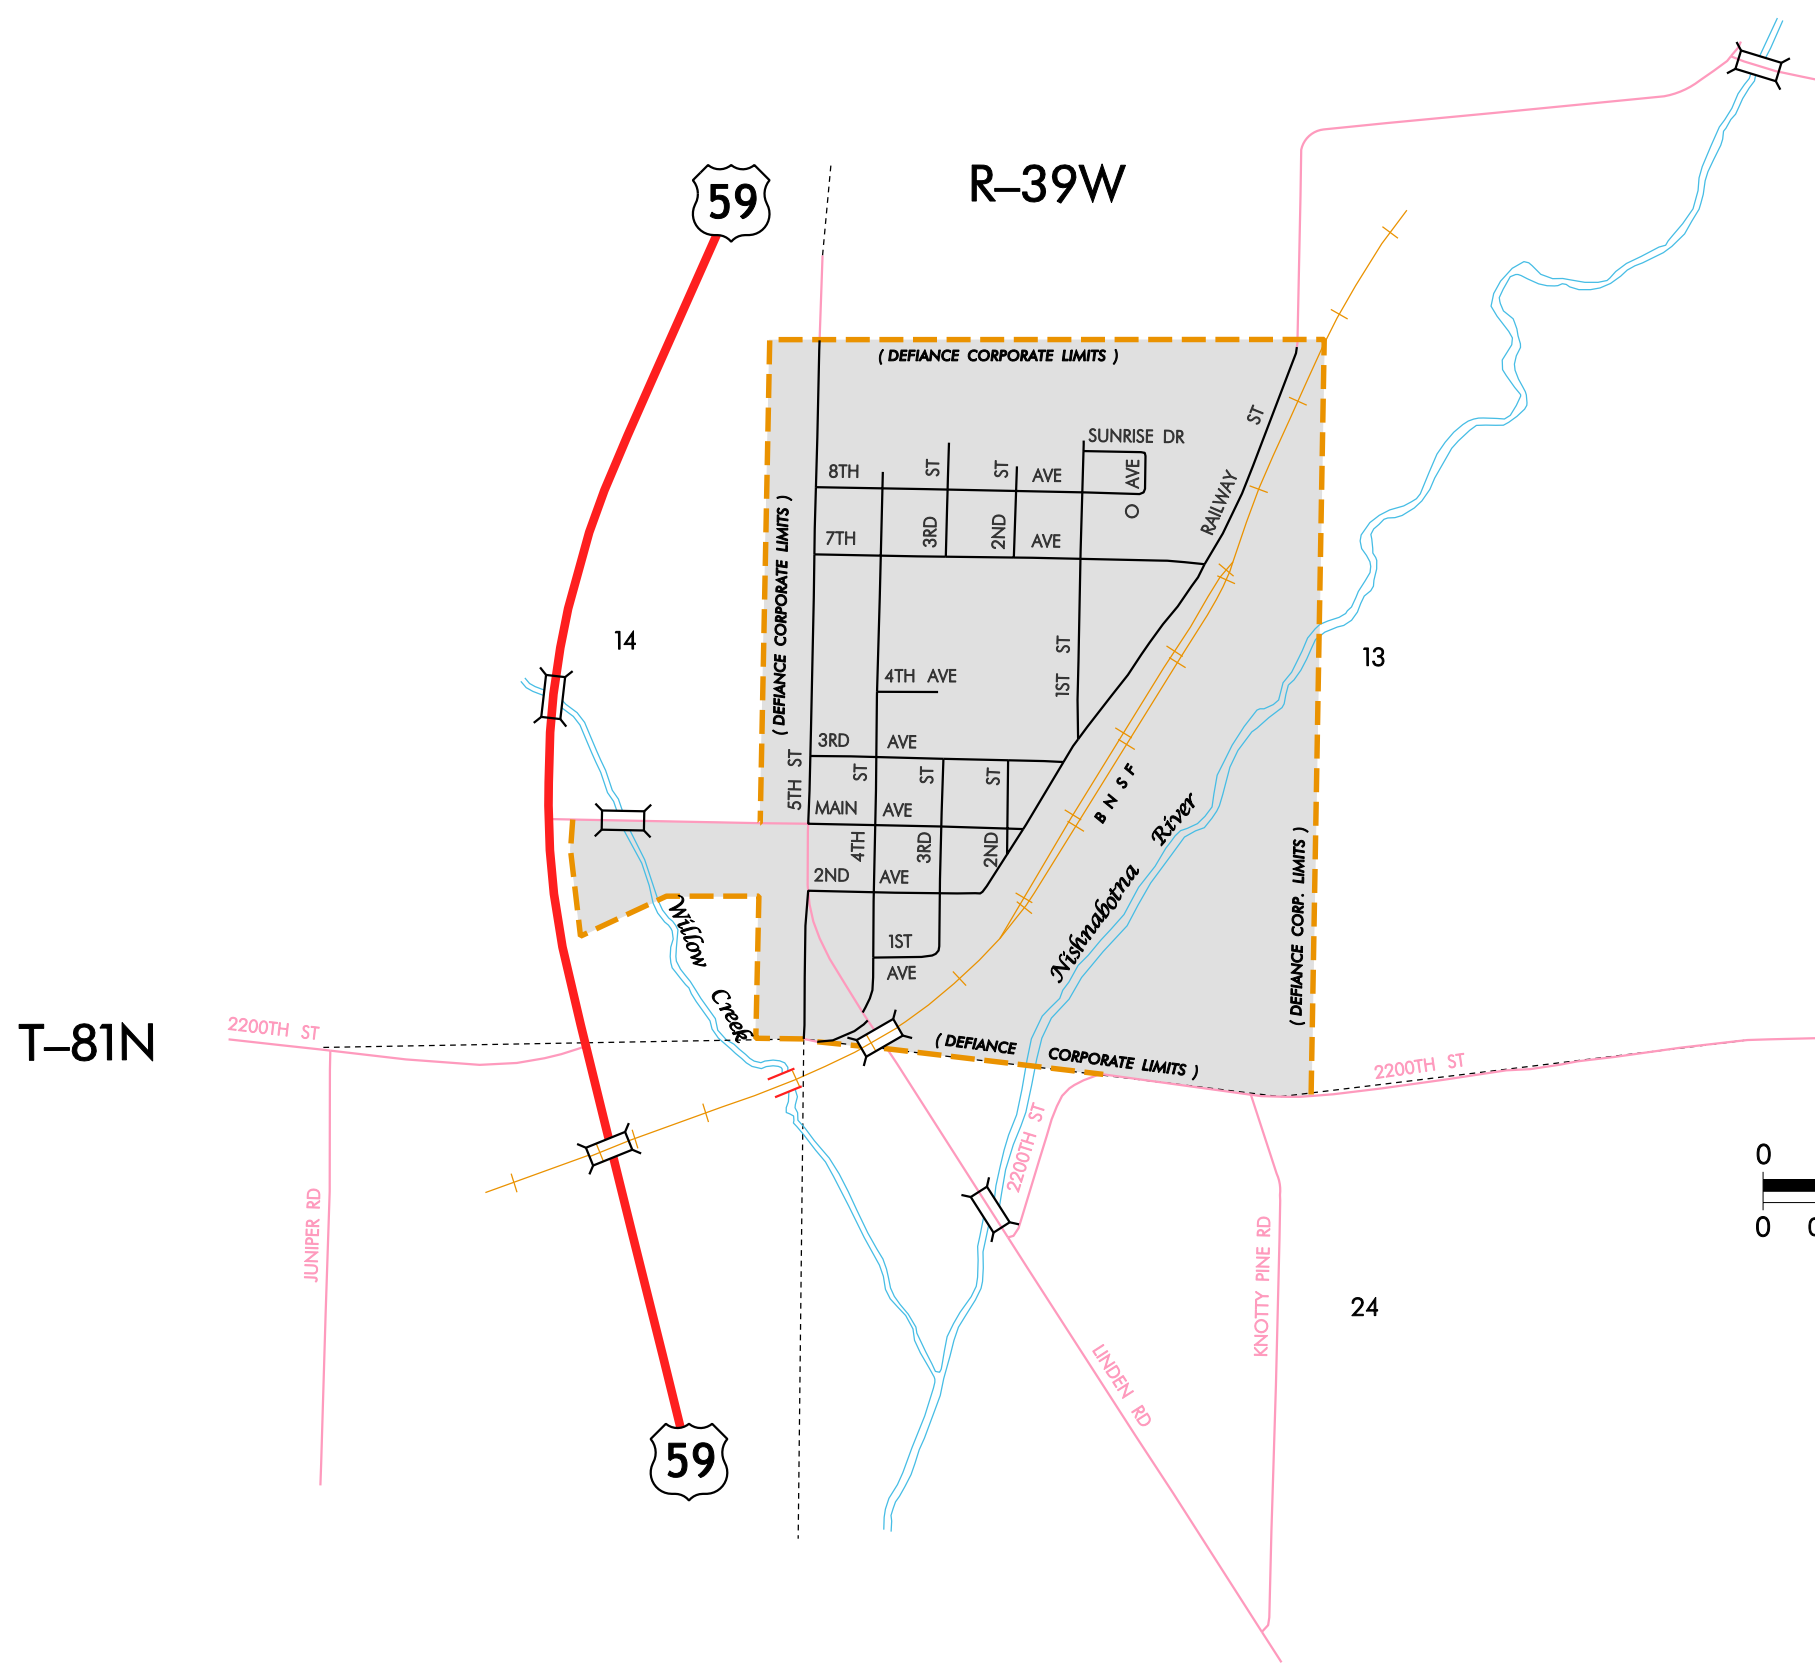 59
R–39W
( DEFIANCE CORPORATE LIMITS )
SUNRISE DR
ST
8TH
ST
ST
AVE
AVE
RAILWAY
( DEFIANCE CORPORATE LIMITS )
3RD
2ND
7TH
AVE
O
14
13
1ST ST
4TH AVE
3RD
AVE
5TH ST
ST
ST
ST
BNSF
MAIN
AVE
Nishnabotna River
4TH
3RD
2ND
( DEFIANCE CORP. LIMITS )
2ND
AVE
Willow Creek
1ST
AVE
T–81N
2200TH ST
( DEFIANCE CORPORATE LIMITS )
2200TH ST
2200TH ST
JUNIPER RD
KNOTTY PINE RD
0
0
24
LINDEN RD
59